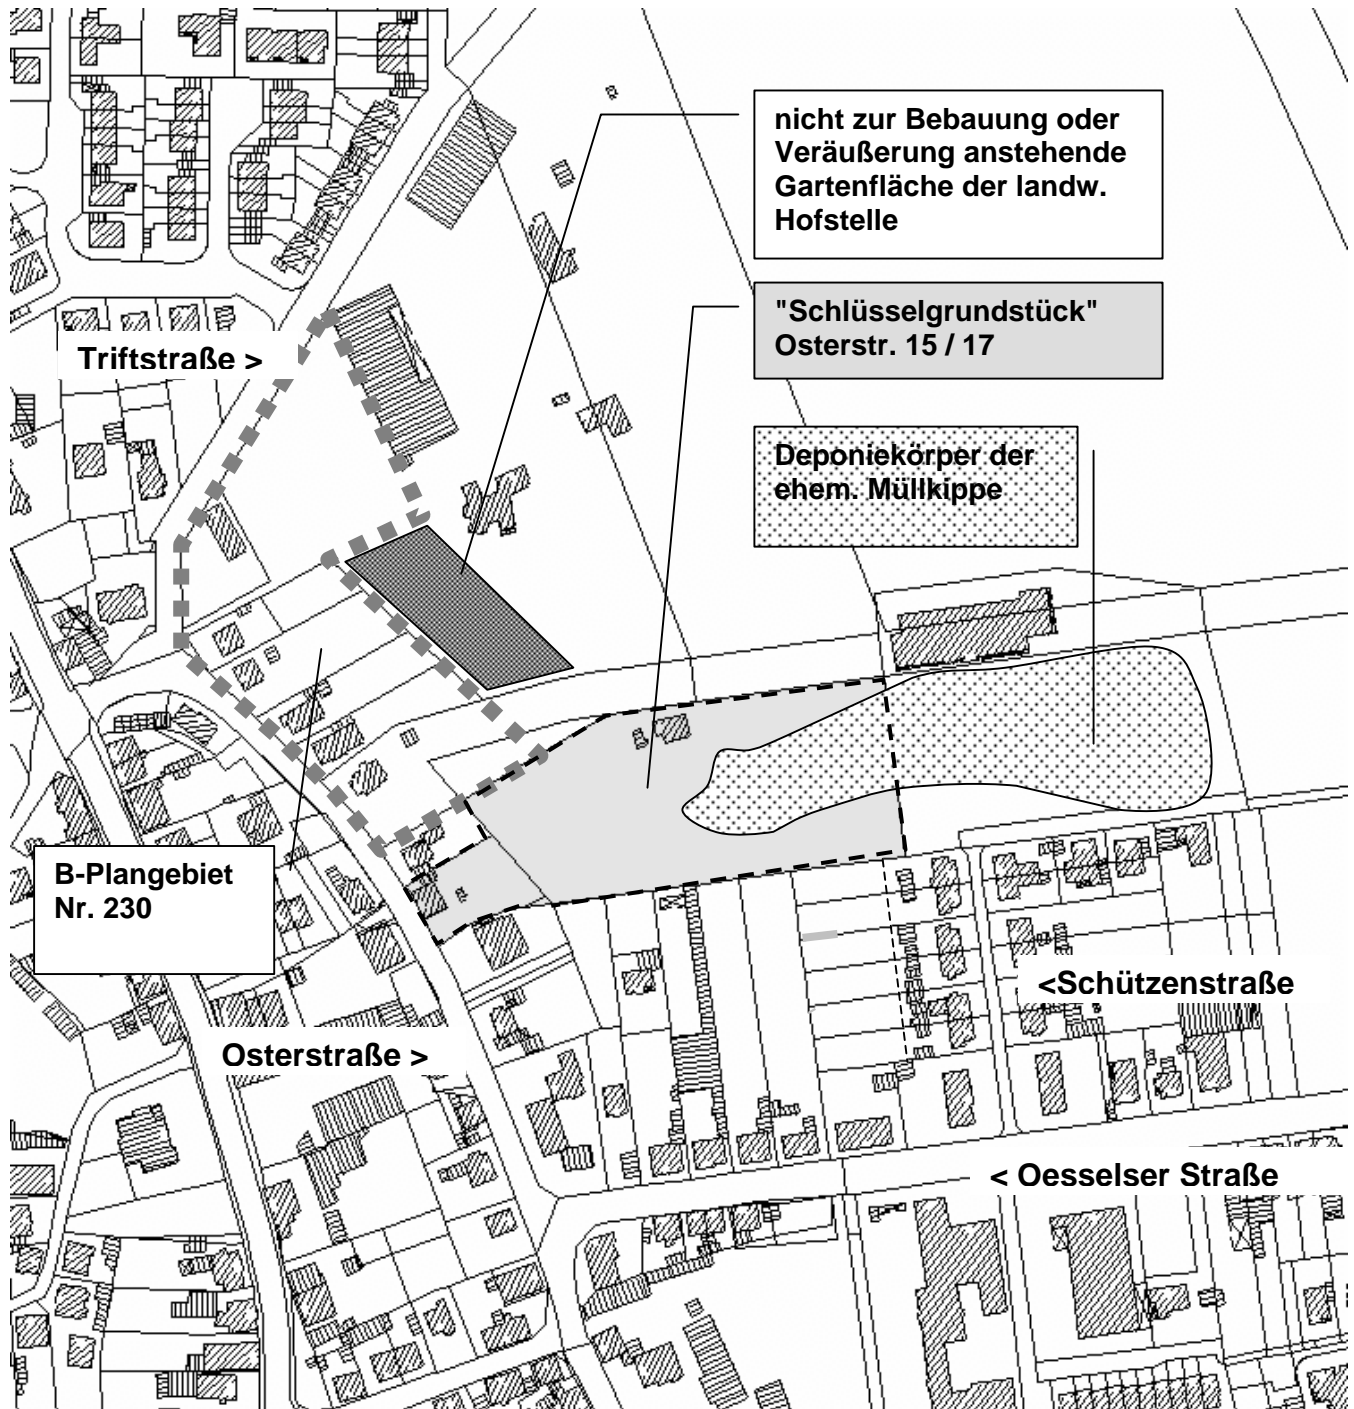 nicht zur Bebauung oder
Veräußerung anstehende
Gartenfläche der landw.
Hofstelle
"Schlüsselgrundstück"
Osterstr. 15 / 17
Triftstraße >
Deponiekörper der
ehem. Müllkippe
B-Plangebiet
Nr. 230
<Schützenstraße
Osterstraße >
< Oesselser Straße